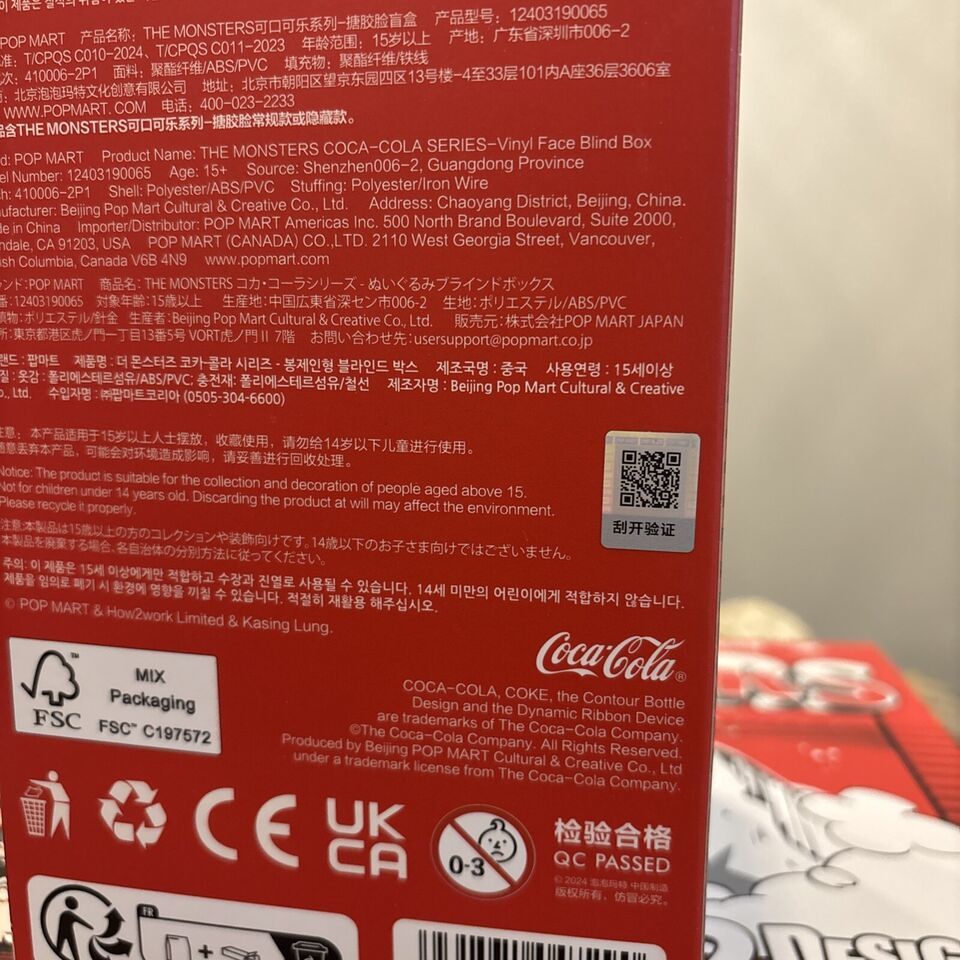 POP MART 产品名称: THE MONSTERS可口可乐系列-搪胶脸盲盒 产品型号: 12403190065
准: T/CPQS C010-2024、T/CPQS C011-2023 年龄范围: 15岁以上 产地: 广东省深圳市006-2
次: 410006-2P1 面料: 聚酯纤维/ABS/PVC 填充物: 聚酯纤维/铁线
北京泡泡玛特文化创意有限公司 地址: 北京市朝阳区望京东园四区13号楼-4至33层101内A座36层3606室
WWW.POPMART.COM 电话: 400-023-2233
品含THE MONSTERS可口可乐系列-搪胶脸常规款或隐藏款。
d: POP MART Product Name: THE MONSTERS COCA-COLA SERIES-Vinyl Face Blind Box
el Number: 12403190065 Age: 15+ Source: Shenzhen006-2, Guangdong Province
h: 410006-2P1 Shell: Polyester/ABS/PVC Stuffing: Polyester/Iron Wire
ufacturer: Beijing Pop Mart Cultural & Creative Co., Ltd. Address: Chaoyang District, Beijing, China.
de in China Importer/Distributor: POP MART Americas Inc. 500 North Brand Boulevard, Suite 2000,
ndale, CA 91203, USA POP MART (CANADA) CO.,LTD. 2110 West Georgia Street, Vancouver,
sh Columbia, Canada V6B 4N9 www.popmart.com
ンド: POP MART 商品名: THE MONSTERS コカ・コーラシリーズ - ぬいぐるみブラインドボックス
番: 12403190065 対象年齢: 15歳以上 生産地: 中国広東省深セン市006-2 生地: ポリエステル/ABS/PVC
填物: ポリエステル/針金 生産者: Beijing Pop Mart Cultural & Creative Co., Ltd. 販売元: 株式会社POP MART JAPAN
所: 東京都港区虎ノ門一丁目13番5号 VORT虎ノ門II 7階 お問い合わせ先: usersupport@popmart.co.jp
랜드 : 팝마트 제품명 : 더 몬스터즈 코카-콜라 시리즈 - 봉제인형 블라인드 박스 제조국명 : 중국 사용연령 : 15세이상
질 : 옷감 : 폴리에스테르섬유/ABS/PVC; 충전재: 폴리에스테르섬유/철선 제조자명 : Beijing Pop Mart Cultural & Creative
o., Ltd. 수입자명 : ㈜팝마트코리아 (0505-304-6600)
注意: 本产品适用于15岁以上人士摆放，收藏使用，请勿给14岁以下儿童进行使用。
随意丢弃本产品，可能会对环境造成影响，请妥善进行回收处理。
Notice: The product is suitable for the collection and decoration of people aged above 15.
Not for children under 14 years old. Discarding the product at will may affect the environment.
Please recycle it properly.
注意:本製品は15歳以上の方のコレクションや装飾向けです。14歳以下のお子さま向けではございません。
本製品を廃棄する場合、各自治体の分別方法に従ってください。
주의: 이 제품은 15세 이상에게만 적합하고 수장과 진열로 사용될 수 있습니다. 14세 미만의 어린이에게 적합하지 않습니다.
제품을 임의로 폐기 시 환경에 영향을 끼칠 수 있습니다. 적절히 재활용 해주십시오.
© POP MART & How2work Limited & Kasing Lung.
刮开验证
Coca-Cola®
COCA-COLA, COKE, the Contour Bottle
Design and the Dynamic Ribbon Device
are trademarks of The Coca-Cola Company.
©The Coca-Cola Company. All Rights Reserved.
Produced by Beijing POP MART Cultural & Creative Co., Ltd
under a trademark license from The Coca-Cola Company.
FSC
MIX
Packaging
FSC™ C197572
CE
UK
CA
0-3
检验合格
QC PASSED
© 2024 泡泡玛特 中国制造
版权所有，仿冒必究。
FR
+
RS
DESIG